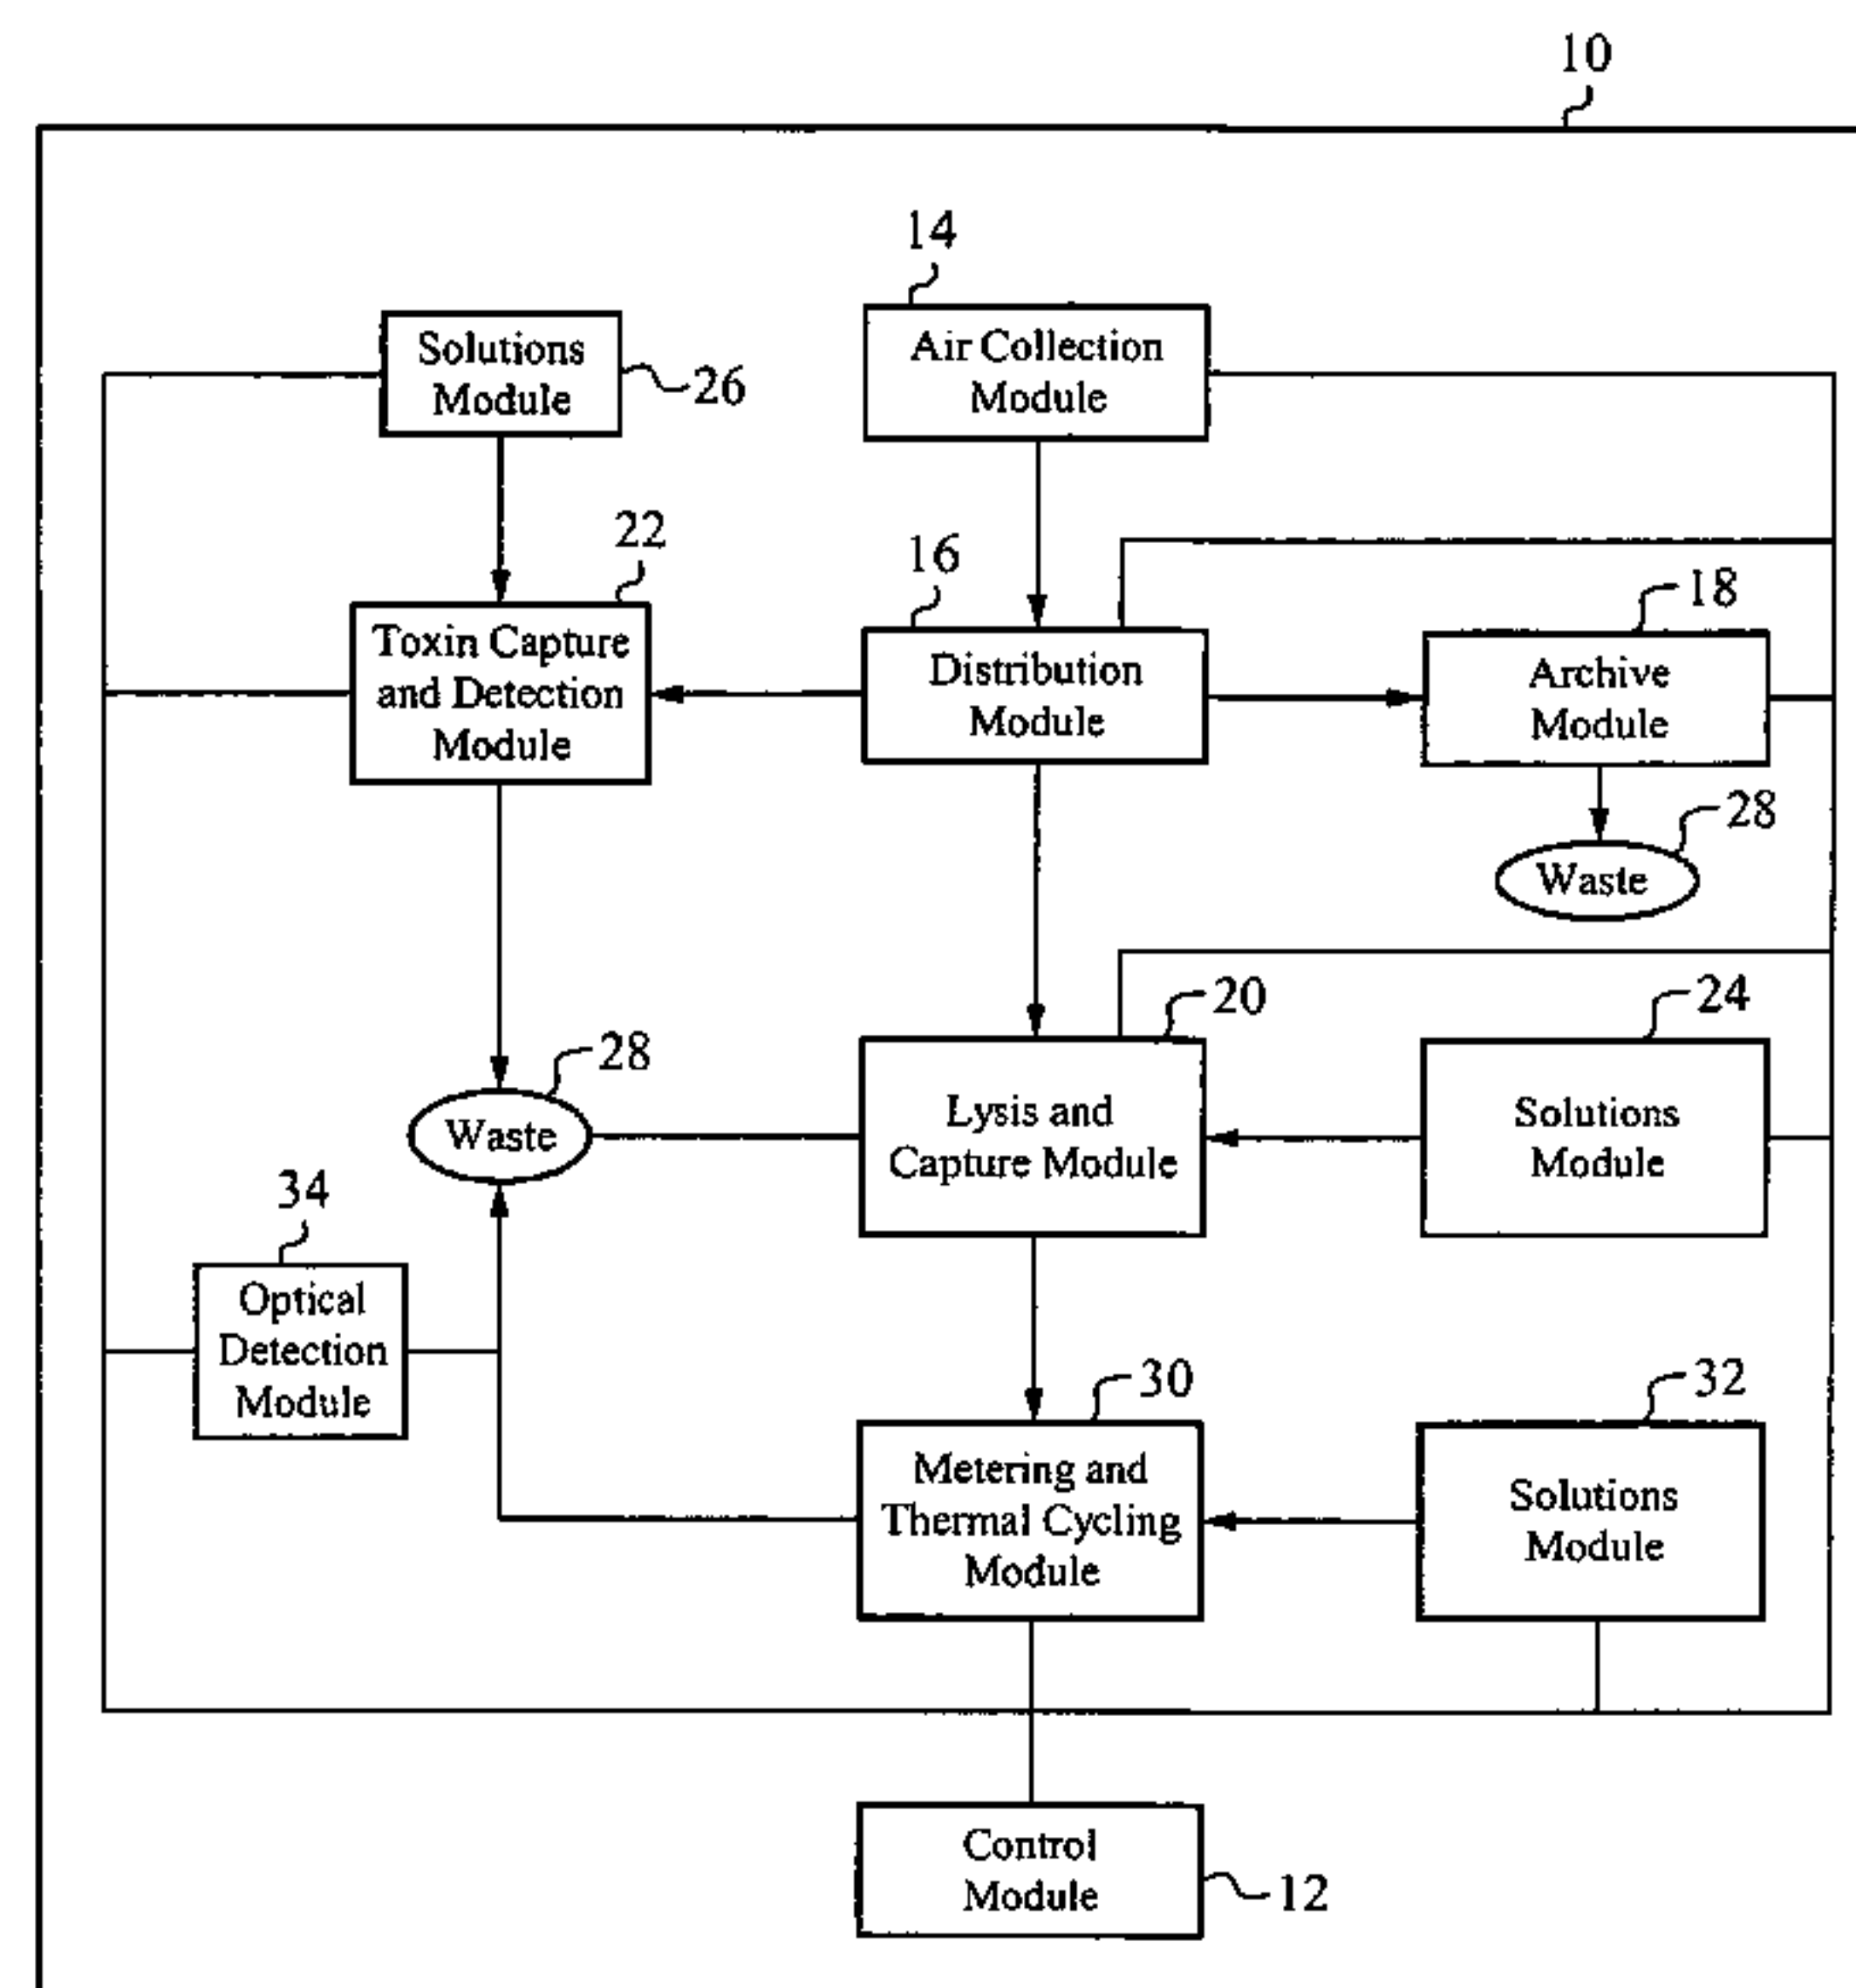 10
14
Solutions
Module
26
Air Collection
Module
22
16
18
Toxin Capture
and Detection
Module
Distribution
Module
Archive
Module
28
Waste
20
24
28
Waste
Lysis and
Capture Module
Solutions
Module
34
Optical
Detection
Module
30
32
Metering and
Thermal Cycling
Module
Solutions
Module
Control
Module
12